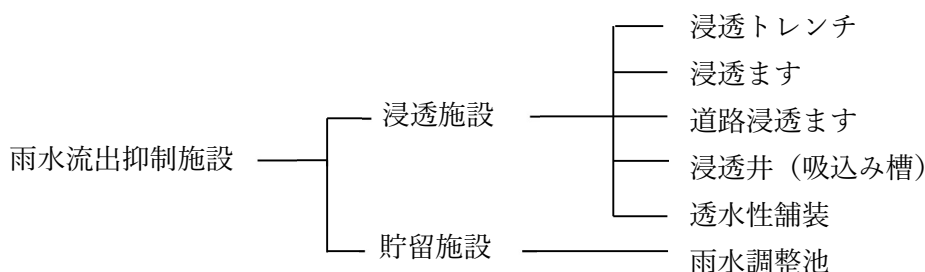 浸透トレンチ
浸透ます
浸透施設
道路浸透ます
雨水流出抑制施設
浸透井（吸込み槽）
透水性舗装
貯留施設
雨水調整池